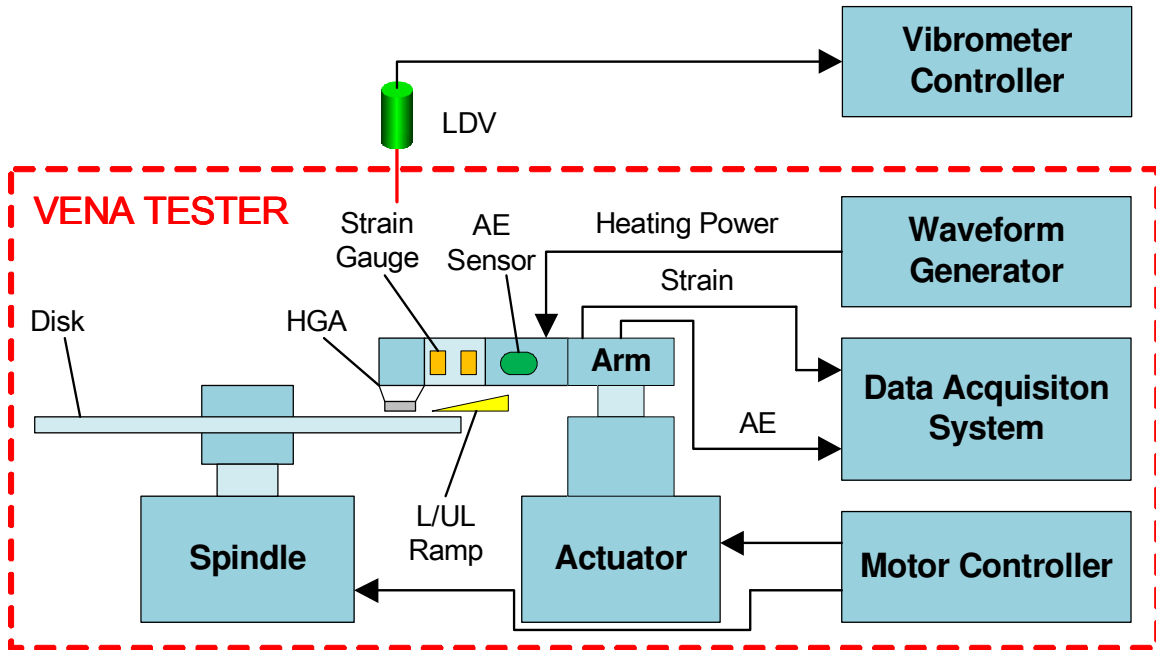 Vibrometer
Controller
LDV
VENA TESTER
Strain
Gauge
AE
Sensor
Heating Power
Waveform
Generator
Strain
Disk
HGA
Arm
Data Acquisiton
System
AE
L/UL
Ramp
Spindle
Actuator
Motor Controller